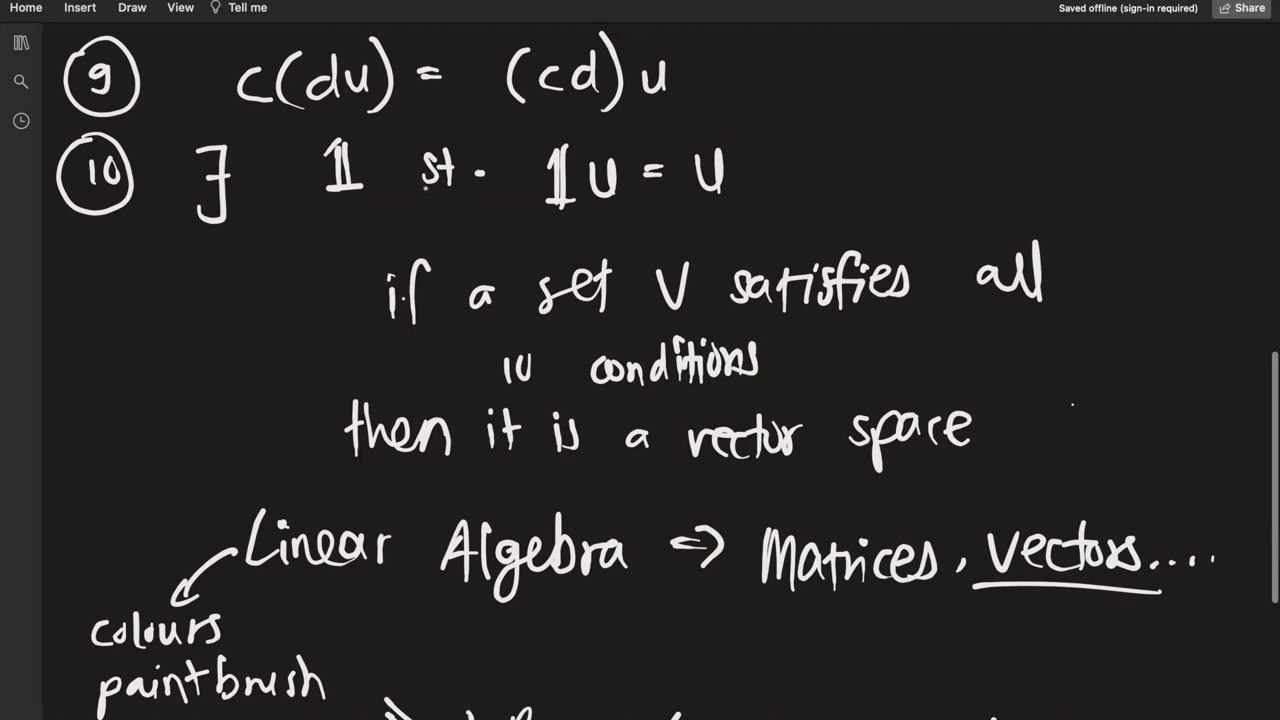 Home Insert Draw View Tell me Saved offline (sign-in required) Share
9 c(du) = (cd)u
10 ∃ 𝟙 st. 𝟙u = u
if a set V satisfies all
10 conditions
then it is a vector space
Linear Algebra => Matrices, vectors....
colours
paintbrush